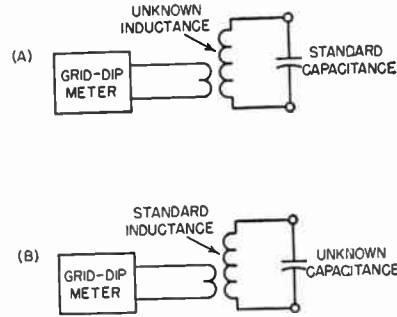 UNKNOWN
INDUCTANCE
(A)
GRID-DIP
METER
STANDARD
CAPACITANCE
STANDARD
INDUCTANCE
(B)
GRID-DIP
METER
UNKNOWN
CAPACITANCE